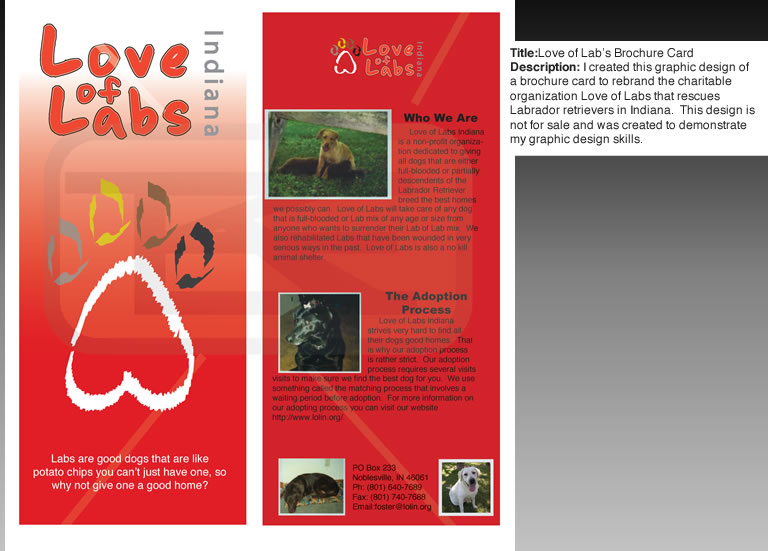 Love
of
Labs
Indiana
Labs are good dogs that are like
potato chips you can't just have one, so
why not give one a good home?
Love
of
Labs
Indiana
Who We Are
Love of Labs Indiana
is a non-profit organiza-
tion dedicated to giving
all dogs that are either
full-blooded or partially
descendents of the
Labrador Retriever
breed the best homes
we possibly can. Love of Labs will take care of any dog
that is full-blooded or Lab mix of any age or size from
anyone who wants to surrender their Lab of Lab mix. We
also rehabilitated Labs that have been wounded in very
serious ways in the past. Love of Labs is also a no kill
animal shelter.
The Adoption
Process
Love of Labs Indiana
strives very hard to find all
their dogs good homes. That
is why our adoption process
is rather strict. Our adoption
process requires several visits
visits to make sure we find the best dog for you. We use
something called the matching process that involves a
waiting period before adoption. For more information on
our adopting process you can visit our website
http://www.lolin.org/.
PO Box 233
Noblesville, IN 46061
Ph: (801) 640-7689
Fax: (801) 740-7688
Email:foster@lolin.org
Title:Love of Lab's Brochure Card
Description: I created this graphic design of
a brochure card to rebrand the charitable
organization Love of Labs that rescues
Labrador retrievers in Indiana. This design is
not for sale and was created to demonstrate
my graphic design skills.